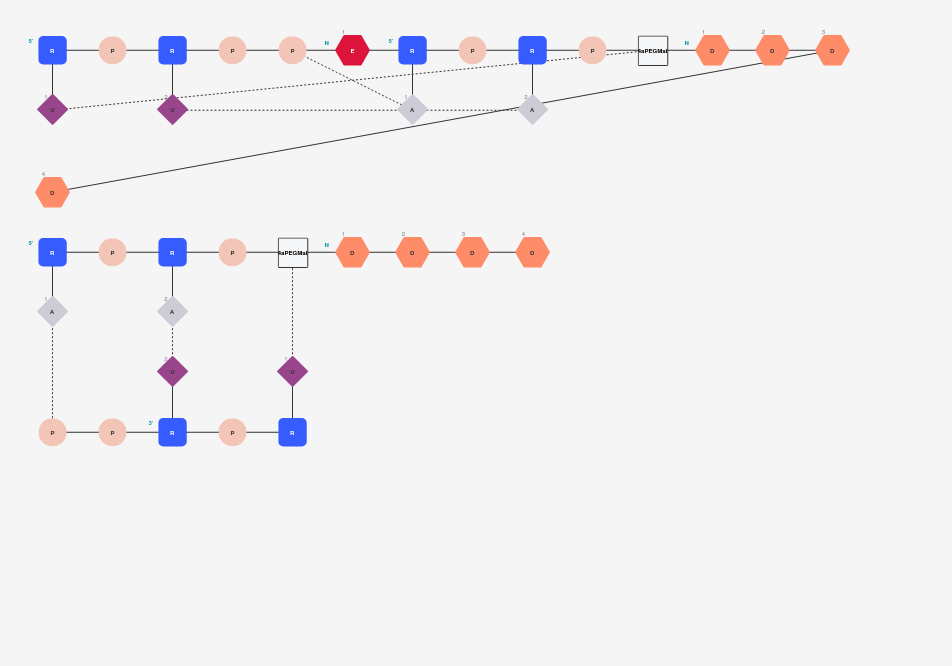 1 1 2 3
5' R P R P P N E 5' R P R P aPEGMal N D D D
1 2 1 2
U U A A
4
D
1 2 3 4
5' R P R P aPEGMal N D D D D
1 2
A A
2 1
U U
3'
P P R P R